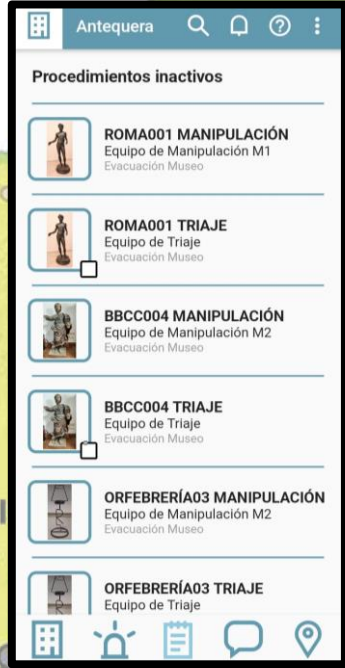 Antequera
Procedimientos inactivos
ROMA001 MANIPULACIÓN
Equipo de Manipulación M1
Evacuación Museo
ROMA001 TRIAJE
Equipo de Triaje
Evacuación Museo
BBCC004 MANIPULACIÓN
Equipo de Manipulación M2
Evacuación Museo
BBCC004 TRIAJE
Equipo de Triaje
Evacuación Museo
ORFEBRERÍA03 MANIPULACIÓN
Equipo de Manipulación M2
Evacuación Museo
ORFEBRERÍA03 TRIAJE
Equipo de Triaje